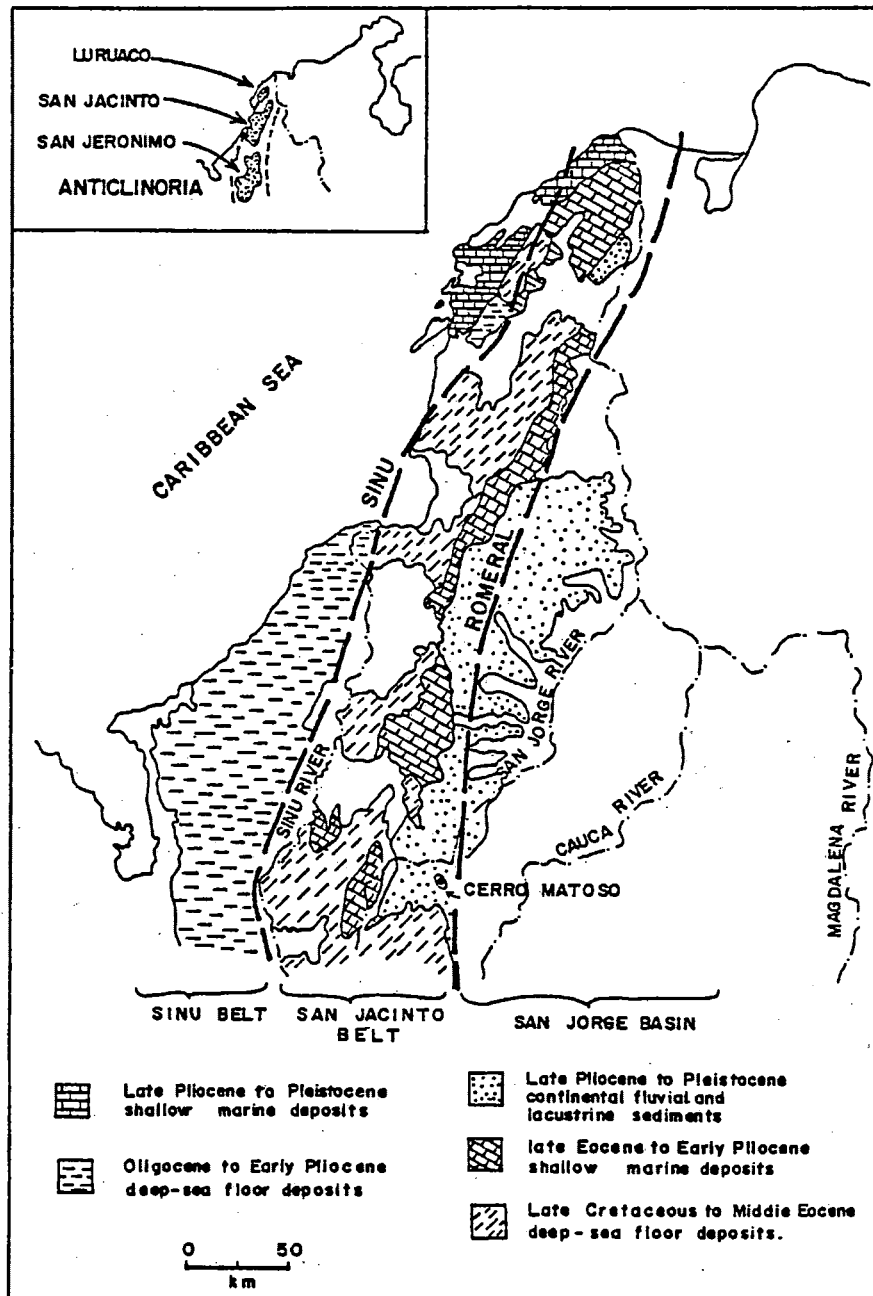 LURUACO
SAN JACINTO
SAN JERONIMO
ANTICLINORIA
CARIBBEAN SEA
SINU
ROMERAL
SAN JORGE RIVER
SINU RIVER
CAUCA RIVER
MAGDALENA RIVER
CERRO MATOSO
SINU BELT
SAN JACINTO
BELT
SAN JORGE BASIN
Late Pliocene to Pleistocene
shallow marine deposits
Oligocene to Early Pliocene
deep-sea floor deposits
Late Pliocene to Pleistocene
continental fluvial and
lacustrine sediments
late Eocene to Early Pliocene
shallow marine deposits
Late Cretaceous to Middle Eocene
deep-sea floor deposits.
0 50
km